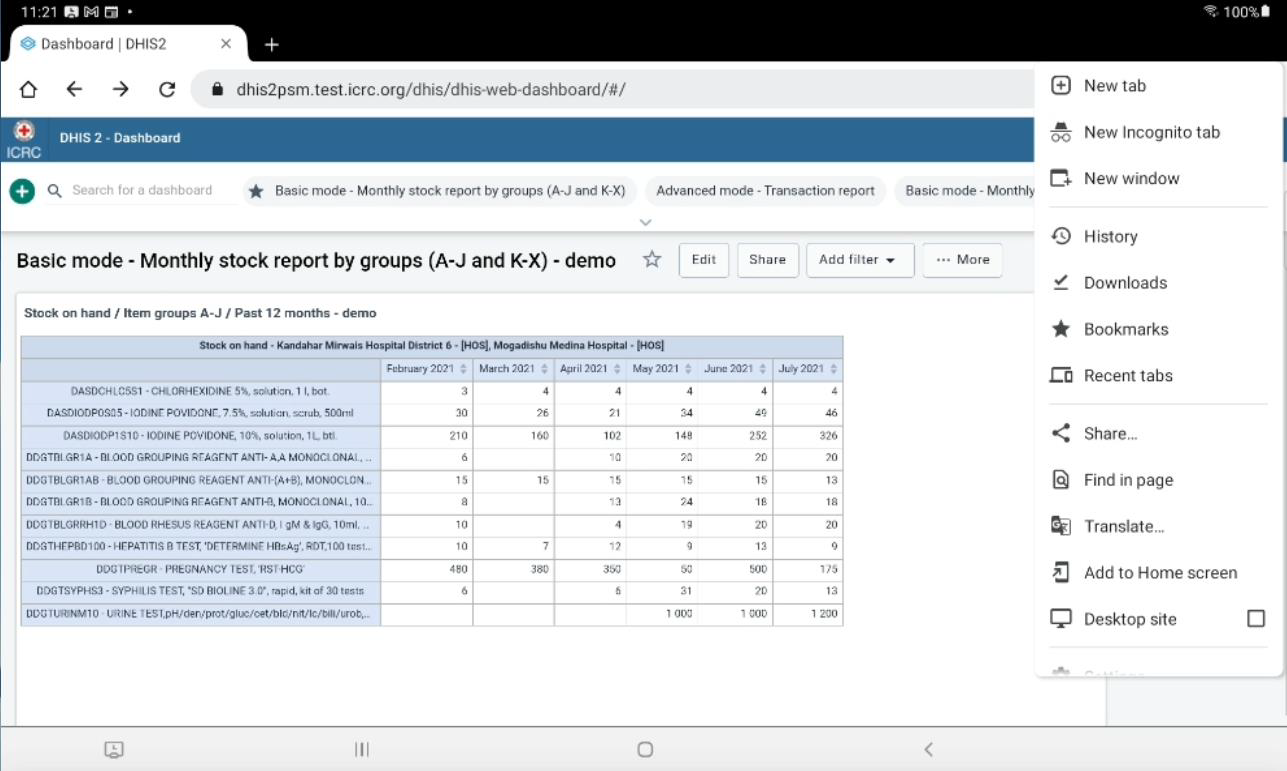 11:21
100%
Dashboard | DHIS2
dhis2psm.test.icrc.org/dhis/dhis-web-dashboard/#/
ICRC
DHIS 2 - Dashboard
Search for a dashboard
Basic mode - Monthly stock report by groups (A-J and K-X)
Advanced mode - Transaction report
Basic mode - Monthly
Basic mode - Monthly stock report by groups (A-J and K-X) - demo
Edit
Share
Add filter
More
Stock on hand / Item groups A-J / Past 12 months - demo
Stock on hand - Kandahar Mirwais Hospital District 6 - [HOS], Mogadishu Medina Hospital - [HOS]
February 2021 March 2021 April 2021 May 2021 June 2021 July 2021
DASDCHLC5S1 - CHLORHEXIDINE 5%, solution, 1 l, bot. 3 4 4 4 4 4
DASDIODP0S05 - IODINE POVIDONE, 7.5%, solution, scrub, 500ml 30 26 21 34 49 46
DASDIODP1S10 - IODINE POVIDONE, 10%, solution, 1L, btl. 210 160 102 148 252 326
DDGTBLGR1A - BLOOD GROUPING REAGENT ANTI- A,A MONOCLONAL, .. 6 10 20 20 20
DDGTBLGR1AB - BLOOD GROUPING REAGENT ANTI-(A+B), MONOCLON... 15 15 15 15 15 13
DDGTBLGR1B - BLOOD GROUPING REAGENT ANTI-B, MONOCLONAL, 10... 8 13 24 18 18
DDGTBLGRRH1D - BLOOD RHESUS REAGENT ANTI-D, I gM & IgG, 10ml, .. 10 4 19 20 20
DDGTHEPBD100 - HEPATITIS B TEST, 'DETERMINE HBsAg', RDT,100 test... 10 7 12 9 13 9
DDGTPREGR - PREGNANCY TEST, 'RST-HCG' 480 380 350 50 500 175
DDGTSYPHS3 - SYPHILIS TEST, "SD BIOLINE 3.0", rapid, kit of 30 tests 6 6 31 20 13
DDGTURINM10 - URINE TEST,pH/den/prot/gluc/cet/bld/nit/lc/bili/urob,... 1 000 1 000 1 200
New tab
New Incognito tab
New window
History
Downloads
Bookmarks
Recent tabs
Share...
Find in page
Translate...
Add to Home screen
Desktop site
Settings